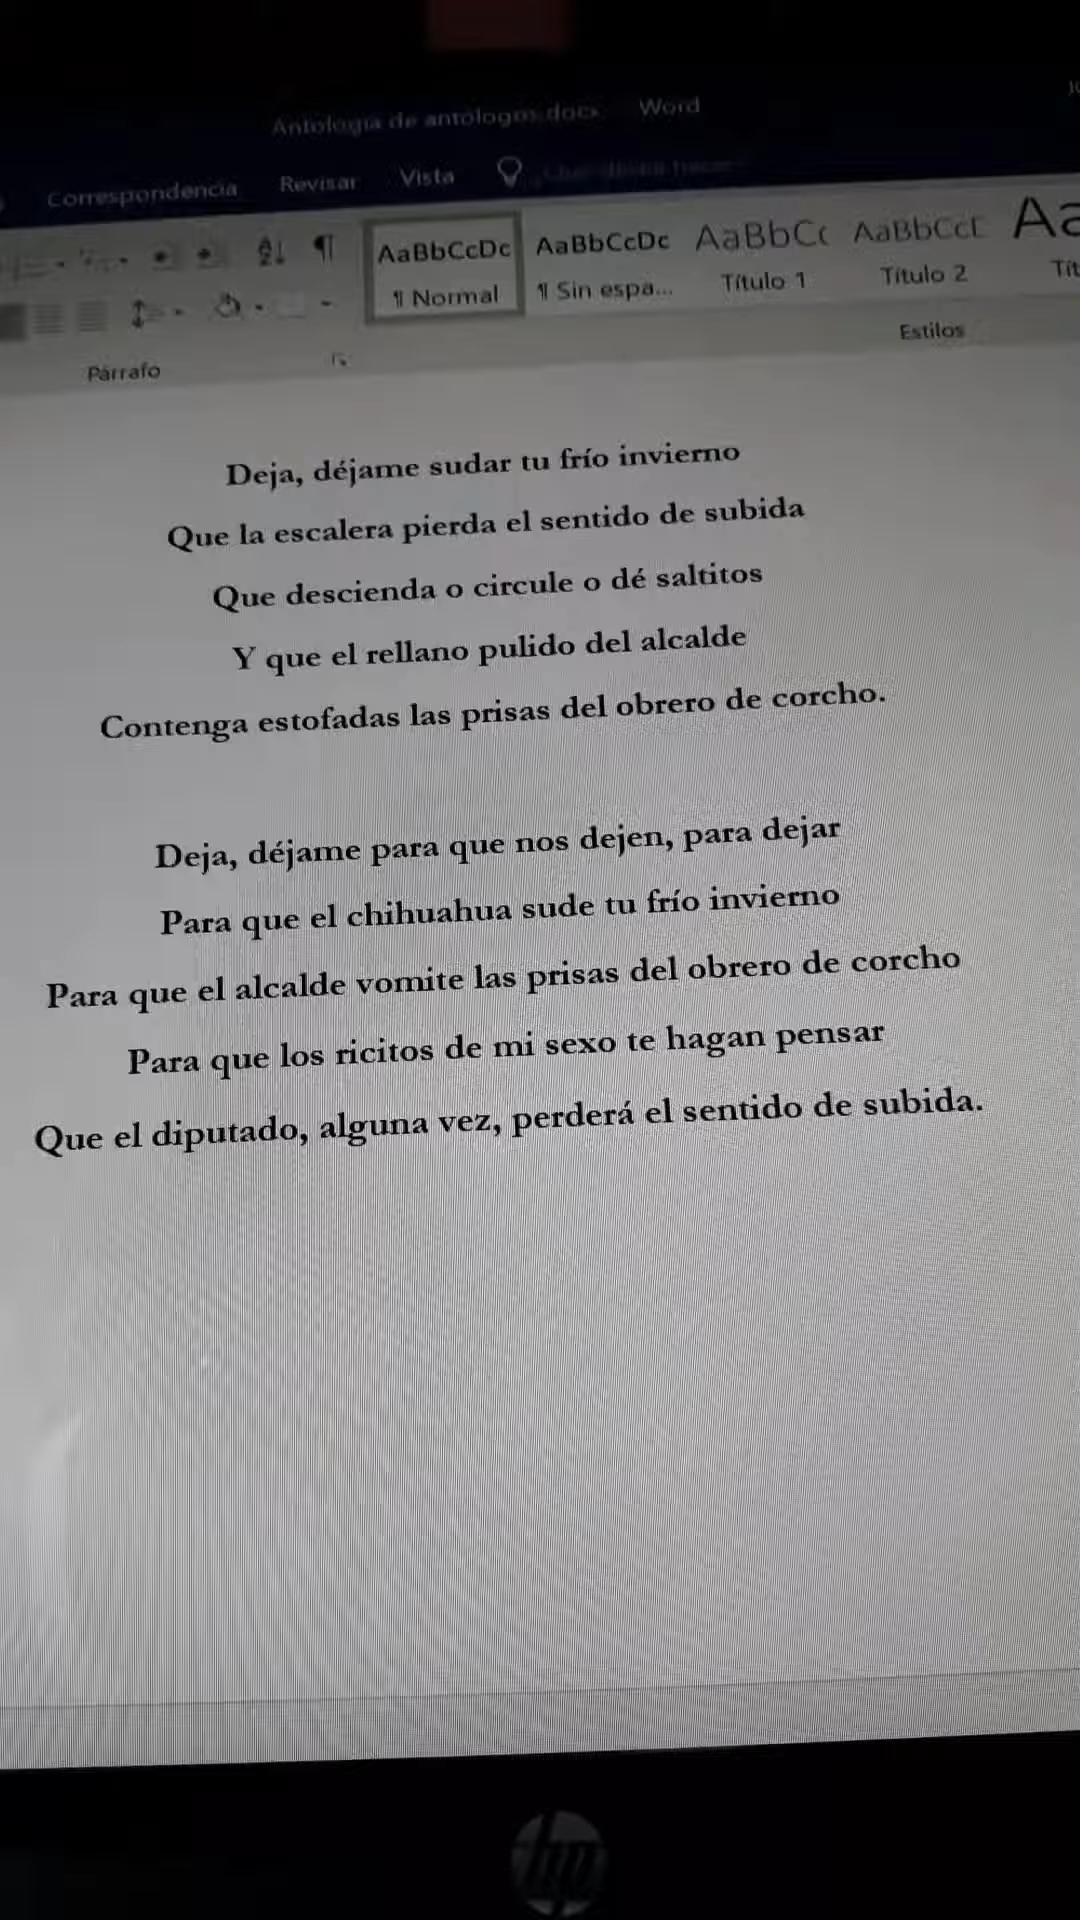 Antología de antólogos.docx Word
Correspondencia Revisar Vista
AaBbCcDc AaBbCcDc AaBbCc AaBbCcD Aa
¶ Normal ¶ Sin espa... Título 1 Título 2 Tít
Párrafo Estilos
Deja, déjame sudar tu frío invierno
Que la escalera pierda el sentido de subida
Que descienda o circule o dé saltitos
Y que el rellano pulido del alcalde
Contenga estofadas las prisas del obrero de corcho.
Deja, déjame para que nos dejen, para dejar
Para que el chihuahua sude tu frío invierno
Para que el alcalde vomite las prisas del obrero de corcho
Para que los ricitos de mi sexo te hagan pensar
Que el diputado, alguna vez, perderá el sentido de subida.
hp